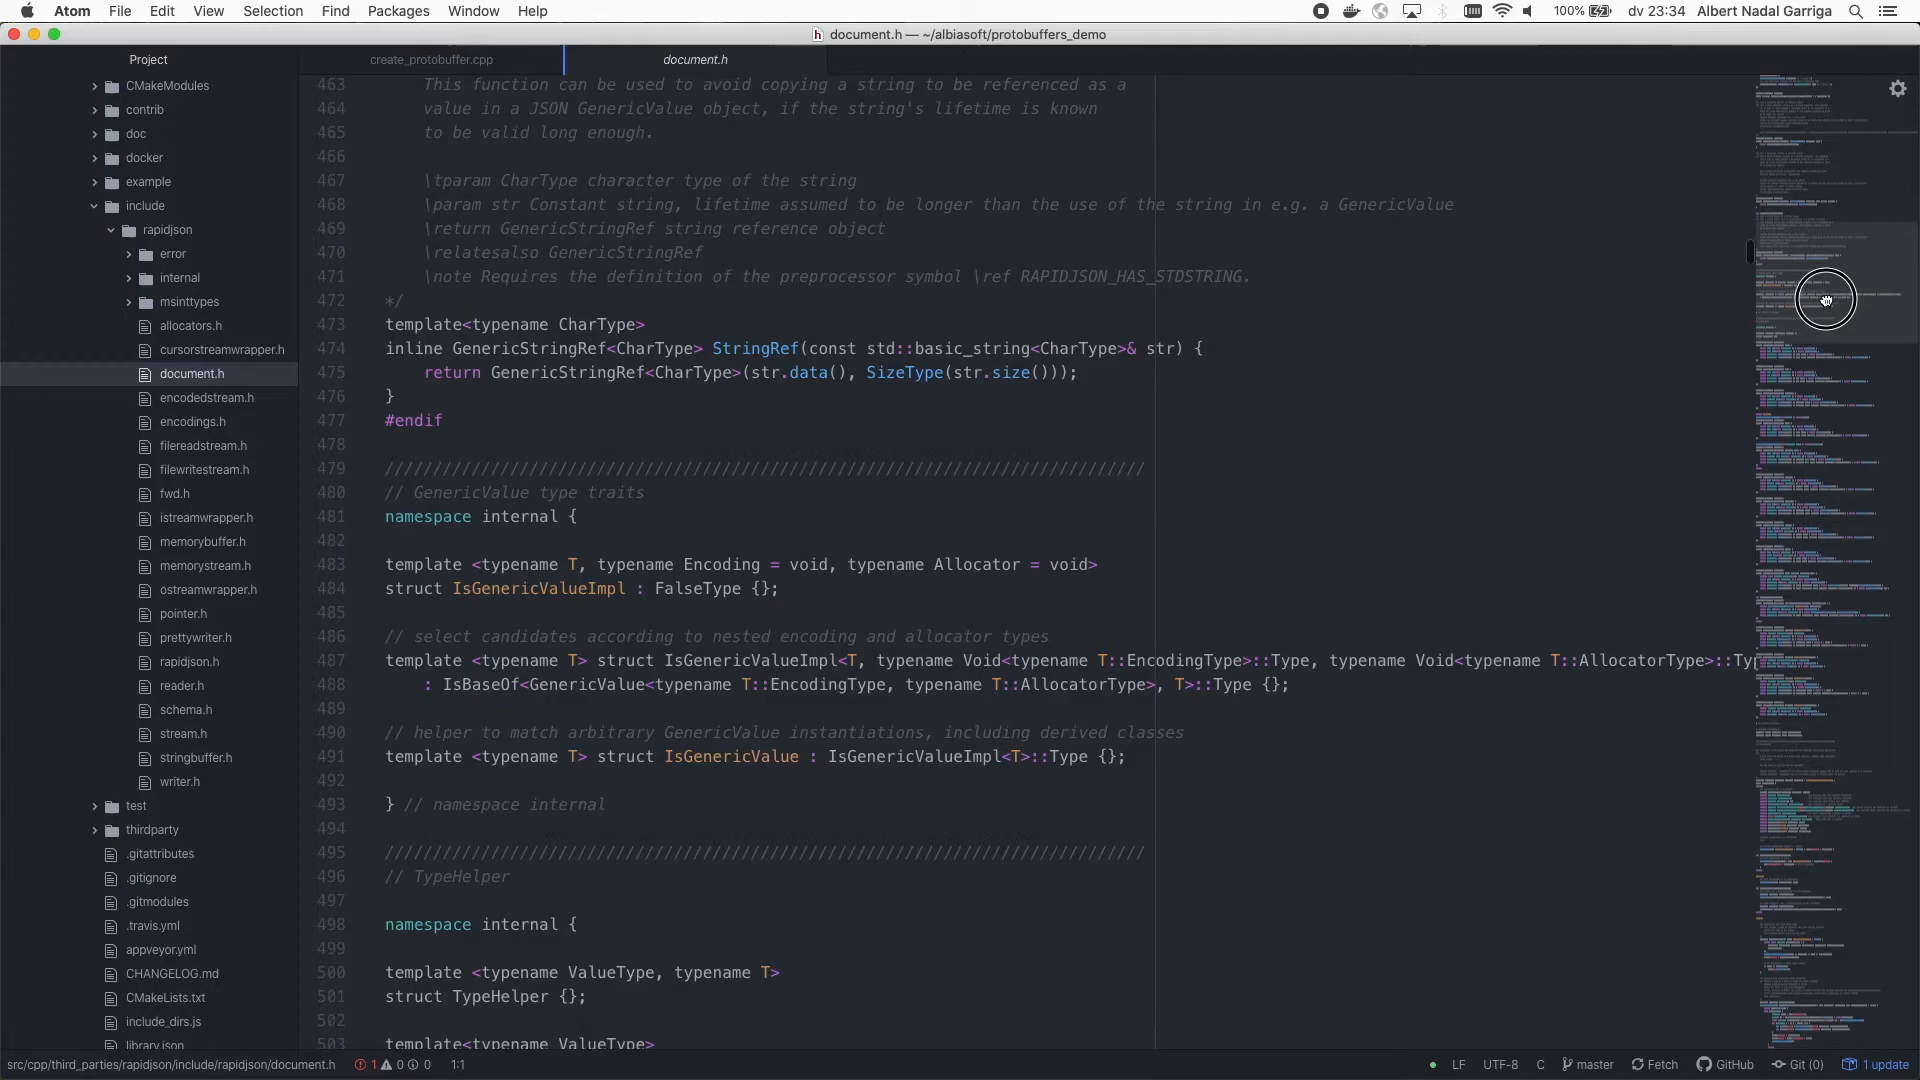 Atom File Edit View Selection Find Packages Window Help 100% dv 23:34 Albert Nadal Garriga
document.h — ~/albiasoft/protobuffers_demo
Project
CMakeModules
contrib
doc
docker
example
include
rapidjson
error
internal
msinttypes
allocators.h
cursorstreamwrapper.h
document.h
encodedstream.h
encodings.h
filereadstream.h
filewritestream.h
fwd.h
istreamwrapper.h
memorybuffer.h
memorystream.h
ostreamwrapper.h
pointer.h
prettywriter.h
rapidjson.h
reader.h
schema.h
stream.h
stringbuffer.h
writer.h
test
thirdparty
.gitattributes
.gitignore
.gitmodules
.travis.yml
appveyor.yml
CHANGELOG.md
CMakeLists.txt
include_dirs.js
library.json
create_protobuffer.cpp document.h
463 This function can be used to avoid copying a string to be referenced as a
464 value in a JSON GenericValue object, if the string's lifetime is known
465 to be valid long enough.
466
467 \tparam CharType character type of the string
468 \param str Constant string, lifetime assumed to be longer than the use of the string in e.g. a GenericValue
469 \return GenericStringRef string reference object
470 \relatesalso GenericStringRef
471 \note Requires the definition of the preprocessor symbol \ref RAPIDJSON_HAS_STDSTRING.
472 */
473 template<typename CharType>
474 inline GenericStringRef<CharType> StringRef(const std::basic_string<CharType>& str) {
475 return GenericStringRef<CharType>(str.data(), SizeType(str.size()));
476 }
477 #endif
478
479 ///////////////////////////////////////////////////////////////////////////////
480 // GenericValue type traits
481 namespace internal {
482
483 template <typename T, typename Encoding = void, typename Allocator = void>
484 struct IsGenericValueImpl : FalseType {};
485
486 // select candidates according to nested encoding and allocator types
487 template <typename T> struct IsGenericValueImpl<T, typename Void<typename T::EncodingType>::Type, typename Void<typename T::AllocatorType>::Typ
488 : IsBaseOf<GenericValue<typename T::EncodingType, typename T::AllocatorType>, T>::Type {};
489
490 // helper to match arbitrary GenericValue instantiations, including derived classes
491 template <typename T> struct IsGenericValue : IsGenericValueImpl<T>::Type {};
492
493 } // namespace internal
494
495 ///////////////////////////////////////////////////////////////////////////////
496 // TypeHelper
497
498 namespace internal {
499
500 template <typename ValueType, typename T>
501 struct TypeHelper {};
502
503 template<typename ValueType>
src/cpp/third_parties/rapidjson/include/rapidjson/document.h 1 0 0 1:1 LF UTF-8 C master Fetch GitHub Git (0) 1 update